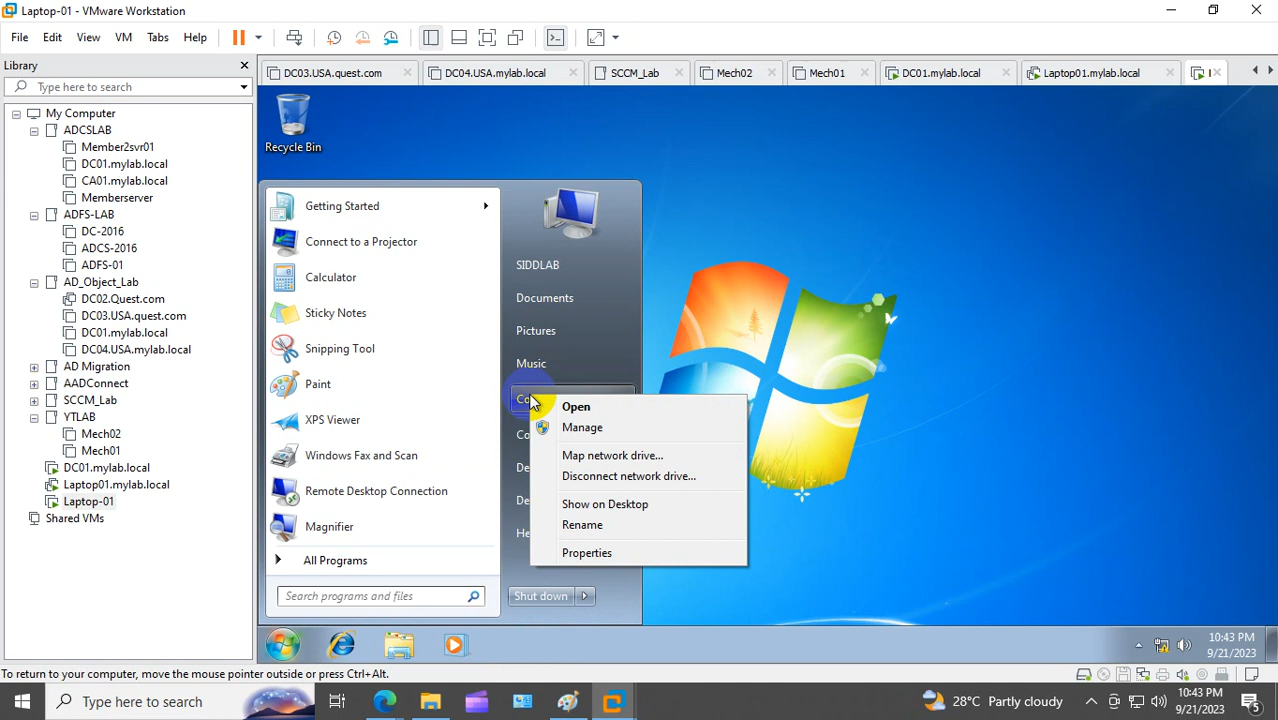 Laptop-01 - VMware Workstation
File Edit View VM Tabs Help
Library
Type here to search
My Computer
ADCSLAB
Member2svr01
DC01.mylab.local
CA01.mylab.local
Memberserver
ADFS-LAB
DC-2016
ADCS-2016
ADFS-01
AD_Object_Lab
DC02.Quest.com
DC03.USA.quest.com
DC01.mylab.local
DC04.USA.mylab.local
AD Migration
AADConnect
SCCM_Lab
YTLAB
Mech02
Mech01
DC01.mylab.local
Laptop01.mylab.local
Laptop-01
Shared VMs
DC03.USA.quest.com DC04.USA.mylab.local SCCM_Lab Mech02 Mech01 DC01.mylab.local Laptop01.mylab.local
Recycle Bin
Getting Started
Connect to a Projector
Calculator
Sticky Notes
Snipping Tool
Paint
XPS Viewer
Windows Fax and Scan
Remote Desktop Connection
Magnifier
All Programs
Search programs and files
SIDDLAB
Documents
Pictures
Music
Co
Co
De
De
He
Shut down
Open
Manage
Map network drive...
Disconnect network drive...
Show on Desktop
Rename
Properties
10:43 PM
9/21/2023
To return to your computer, move the mouse pointer outside or press Ctrl+Alt.
Type here to search
28°C Partly cloudy
10:43 PM
9/21/2023
5